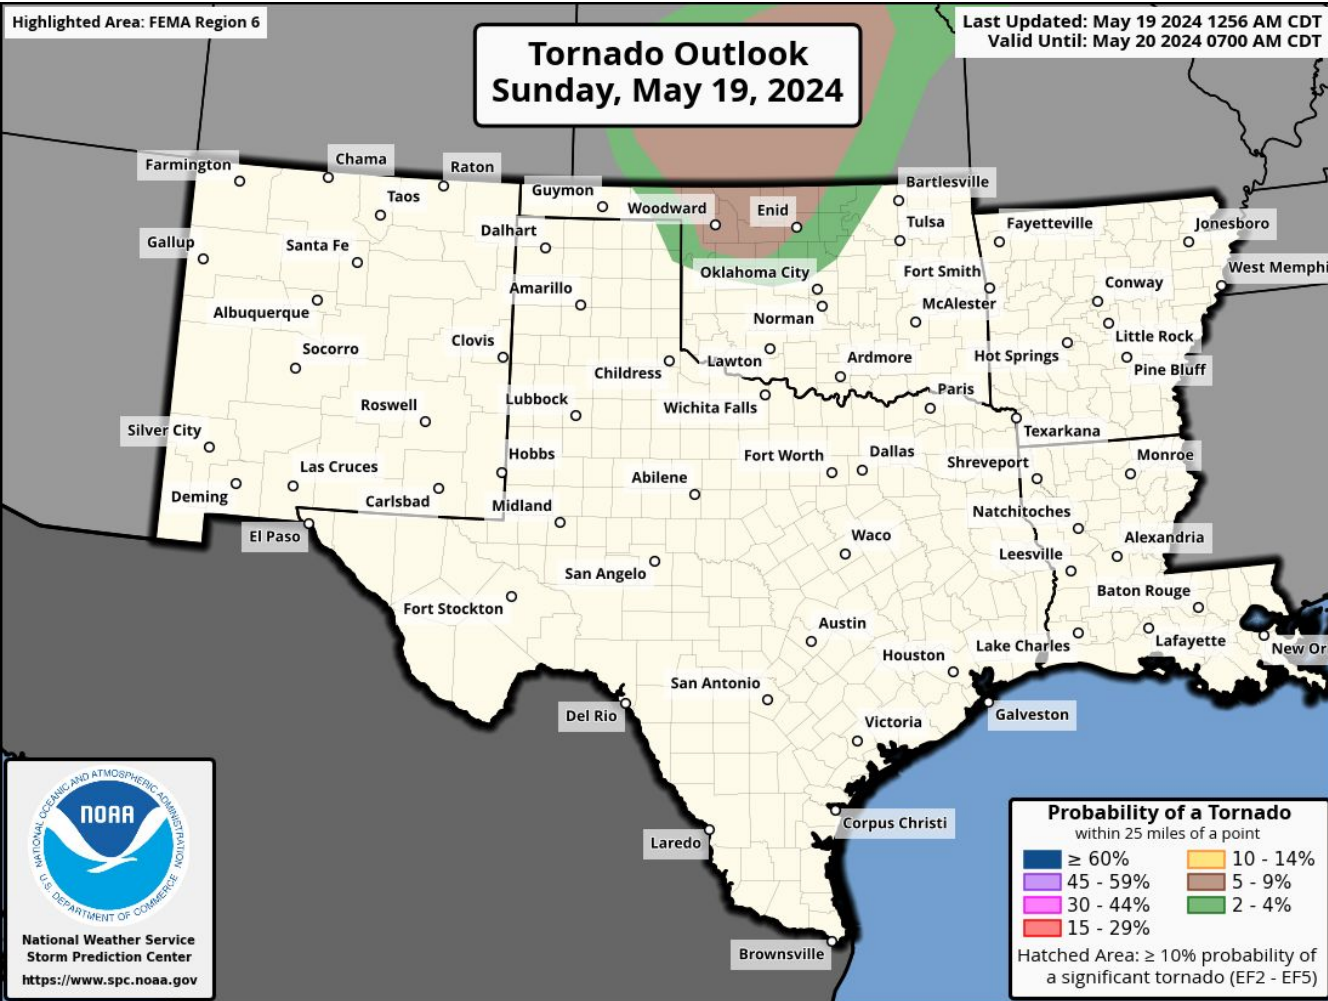 Highlighted Area: FEMA Region 6
Tornado Outlook
Sunday, May 19, 2024
Last Updated: May 19 2024 1256 AM CDT
Valid Until: May 20 2024 0700 AM CDT
Farmington
Chama
Raton
Taos
Guymon
Woodward
Enid
Bartlesville
Gallup
Santa Fe
Dalhart
Tulsa
Fayetteville
Jonesboro
Albuquerque
Amarillo
Oklahoma City
Fort Smith
Conway
West Memphi
Socorro
Clovis
Norman
McAlester
Little Rock
Childress
Lawton
Ardmore
Hot Springs
Pine Bluff
Roswell
Lubbock
Wichita Falls
Paris
Texarkana
Silver City
Las Cruces
Hobbs
Abilene
Fort Worth
Dallas
Shreveport
Monroe
Deming
Carlsbad
Midland
Natchitoches
El Paso
San Angelo
Waco
Leesville
Alexandria
Fort Stockton
Baton Rouge
Austin
Lake Charles
Lafayette
New Or
San Antonio
Houston
Del Rio
Victoria
Galveston
Laredo
Corpus Christi
Brownsville
NATIONAL OCEANIC AND ATMOSPHERIC ADMINISTRATION
NOAA
U.S. DEPARTMENT OF COMMERCE
National Weather Service
Storm Prediction Center
https://www.spc.noaa.gov
Probability of a Tornado
within 25 miles of a point
≥ 60%
10 - 14%
45 - 59%
5 - 9%
30 - 44%
2 - 4%
15 - 29%
Hatched Area: ≥ 10% probability of
a significant tornado (EF2 - EF5)